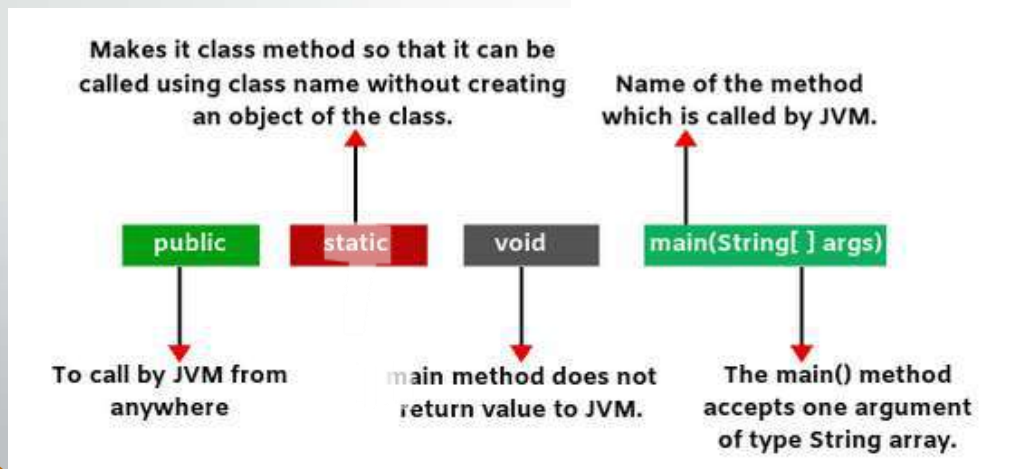 Makes it class method so that it can be
called using class name without creating
an object of the class.
Name of the method
which is called by JVM.
public
static
void
main(String[ ] args)
To call by JVM from
anywhere
main method does not
return value to JVM.
The main() method
accepts one argument
of type String array.